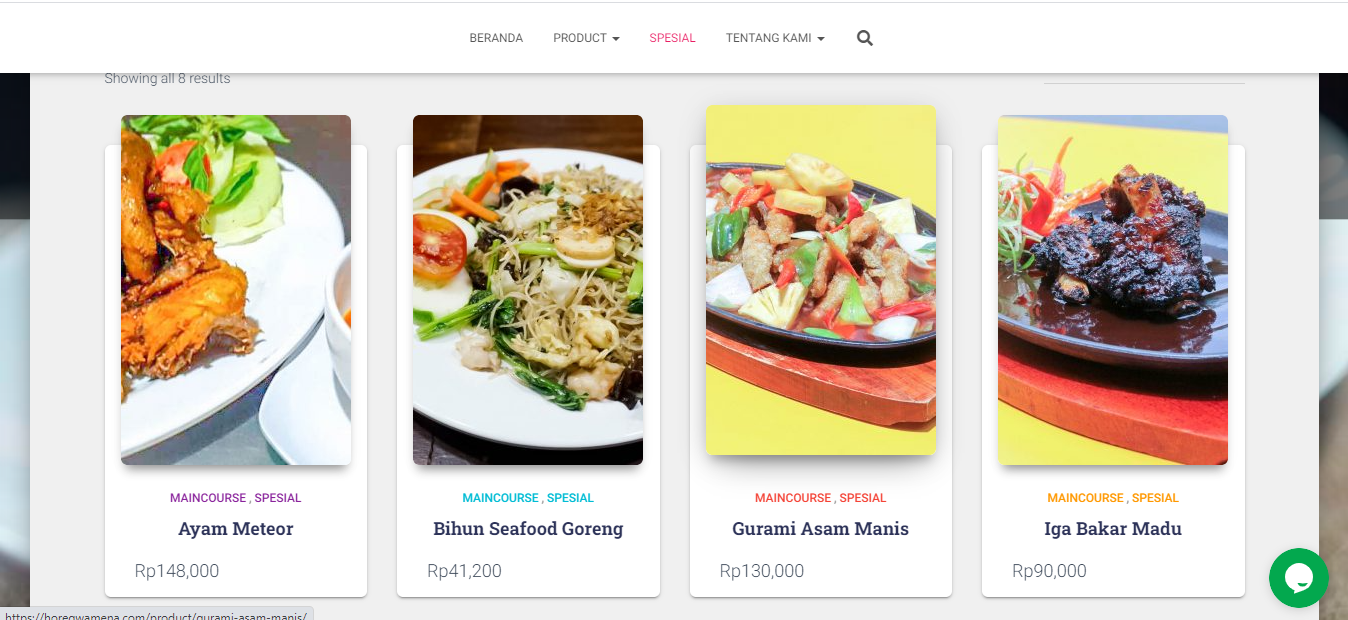 BERANDA PRODUCT SPESIAL TENTANG KAMI
Showing all 8 results
MAINCOURSE , SPESIAL
Ayam Meteor
Rp148,000
MAINCOURSE , SPESIAL
Bihun Seafood Goreng
Rp41,200
MAINCOURSE , SPESIAL
Gurami Asam Manis
Rp130,000
MAINCOURSE , SPESIAL
Iga Bakar Madu
Rp90,000
https://horegwamena.com/product/gurami-asam-manis/